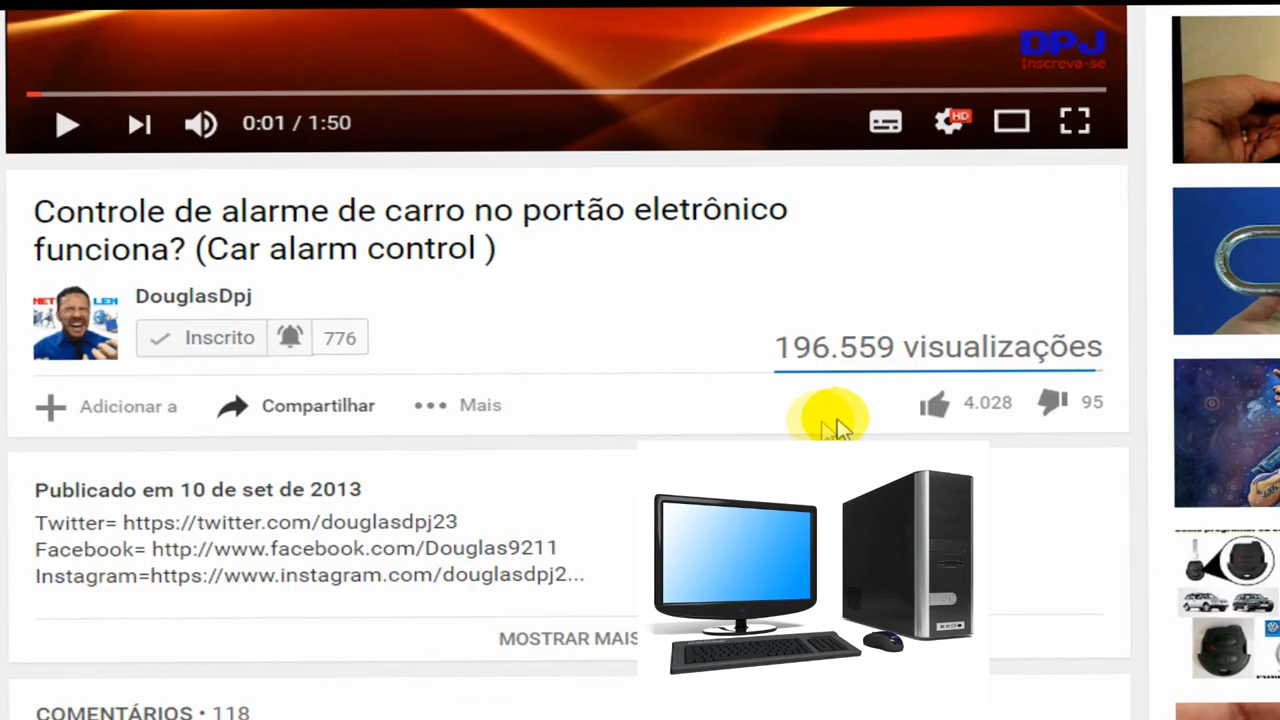 DPJ
Inscreva-se
0:01 / 1:50
HD
Controle de alarme de carro no portão eletrônico
funciona? (Car alarm control )
DouglasDpj
Inscrito
776
196.559 visualizações
Adicionar a
Compartilhar
Mais
4.028
95
Publicado em 10 de set de 2013
Twitter= https://twitter.com/douglasdpj23
Facebook= http://www.facebook.com/Douglas9211
Instagram=https://www.instagram.com/douglasdpj2...
MOSTRAR MAIS
COMENTÁRIOS • 118